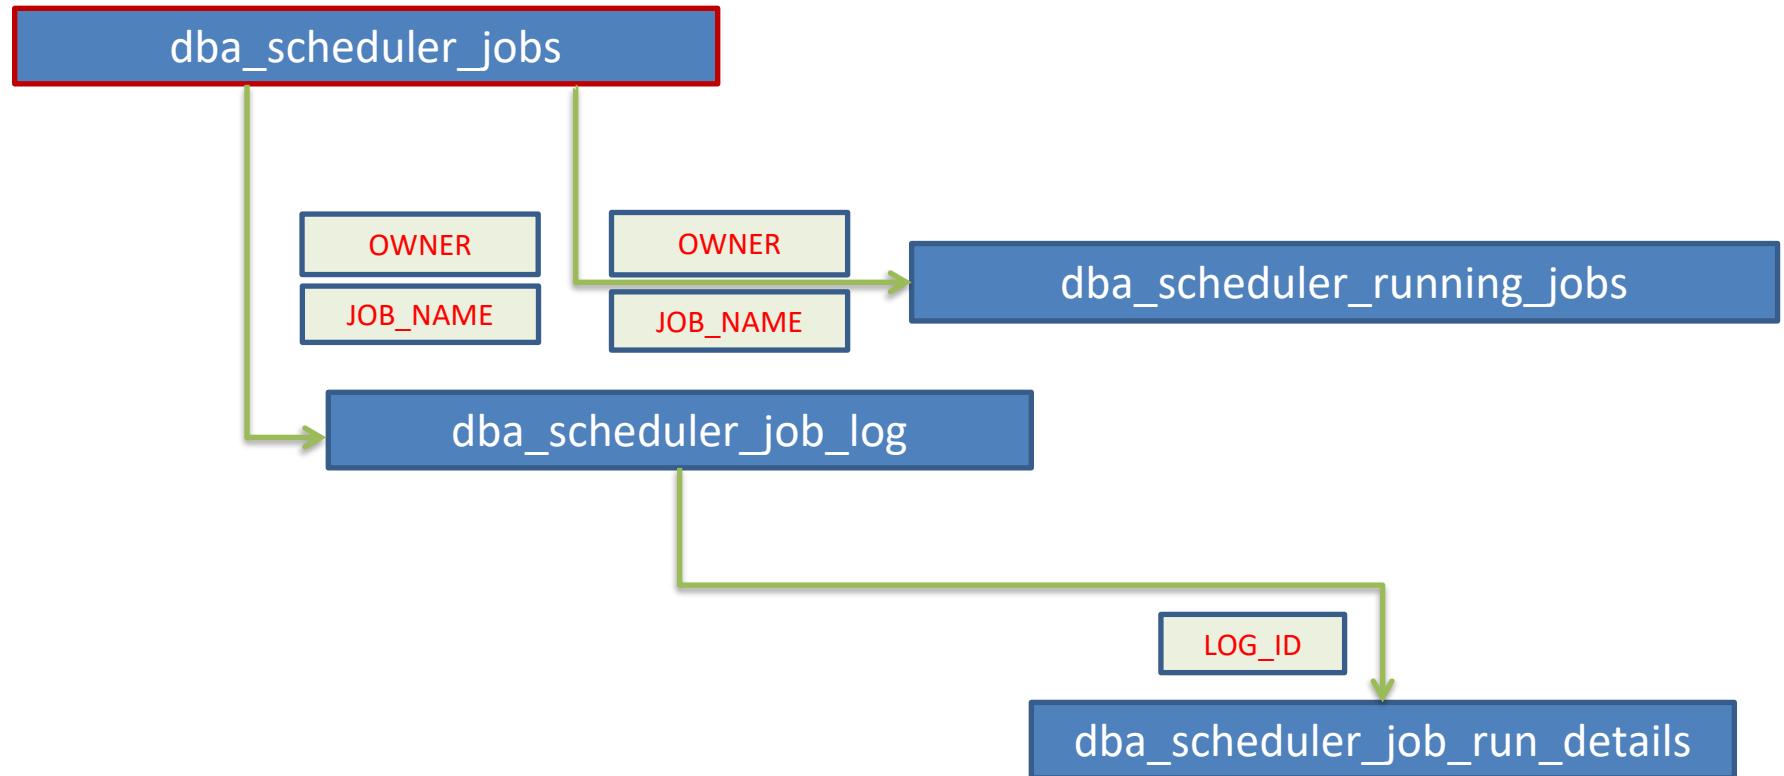 dba_scheduler_jobs
OWNER
JOB_NAME
OWNER
JOB_NAME
dba_scheduler_running_jobs
dba_scheduler_job_log
LOG_ID
dba_scheduler_job_run_details